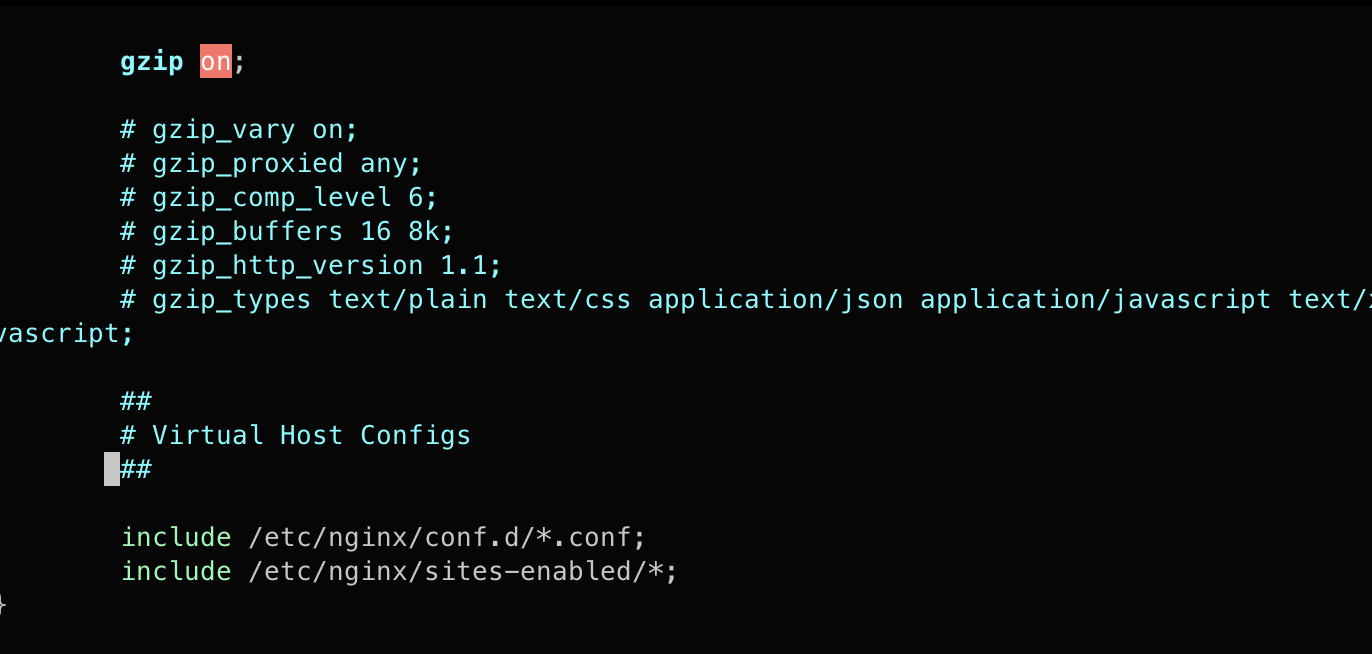 gzip on;
# gzip_vary on;
# gzip_proxied any;
# gzip_comp_level 6;
# gzip_buffers 16 8k;
# gzip_http_version 1.1;
# gzip_types text/plain text/css application/json application/javascript text/
vascript;
##
# Virtual Host Configs
##
include /etc/nginx/conf.d/*.conf;
include /etc/nginx/sites-enabled/*;
}